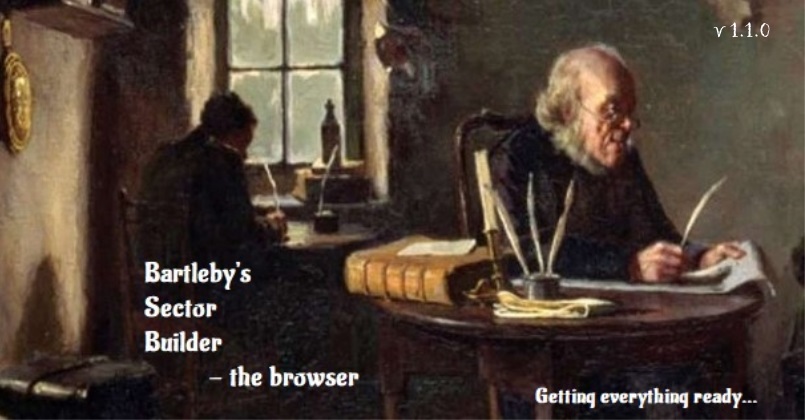 v 1.1.0
Bartleby's
Sector
Builder
– the browser
Getting everything ready...